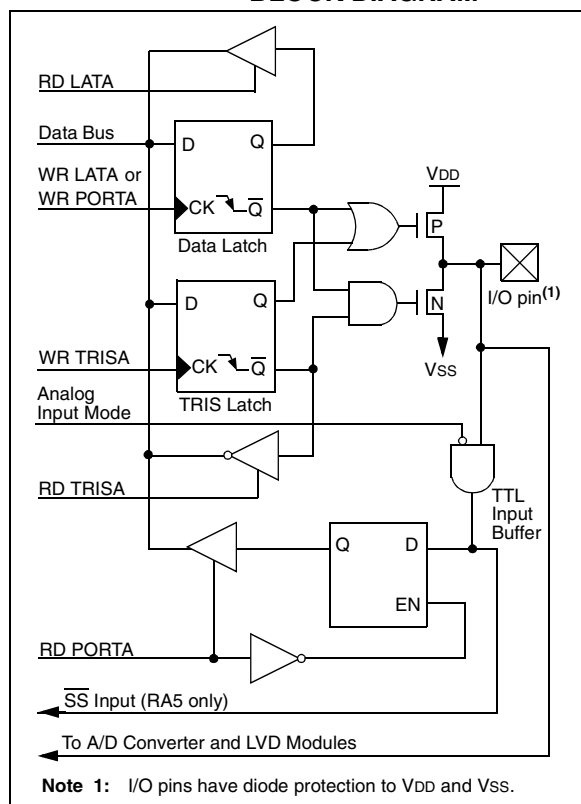 BLOCK DIAGRAM
RD LATA
Data Bus
D Q
WR LATA or
WR PORTA
CK Q̅
Data Latch
VDD
P
I/O pin(1)
D Q
N
WR TRISA
CK Q̅
VSS
Analog
Input Mode
TRIS Latch
RD TRISA
TTL
Input
Buffer
Q D
EN
RD PORTA
S̅S̅ Input (RA5 only)
To A/D Converter and LVD Modules
Note 1: I/O pins have diode protection to VDD and VSS.